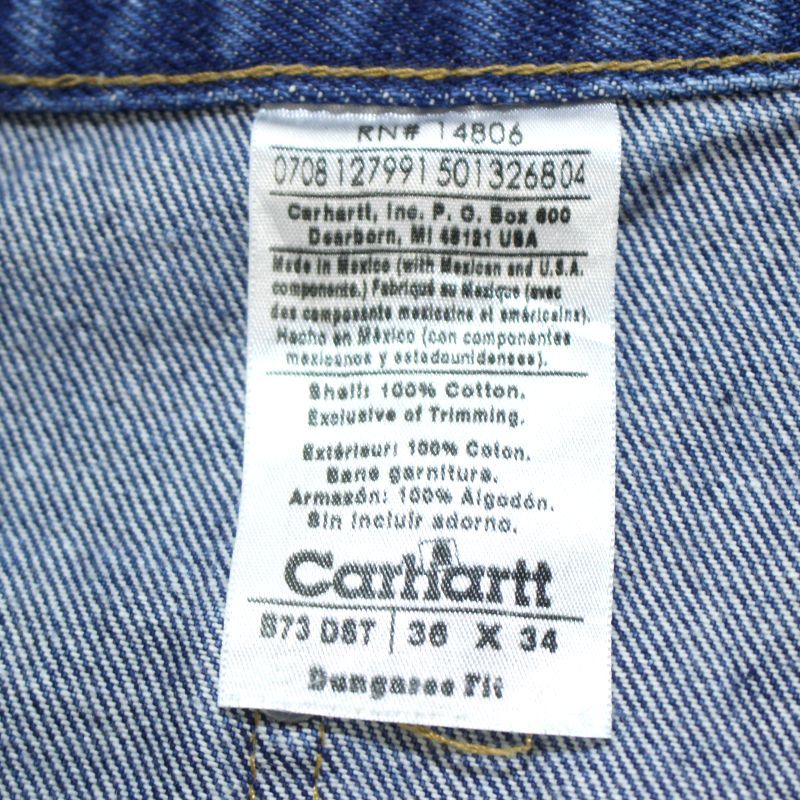 RN# 14806
0708127991501326804
Carhartt, Inc. P. O. Box 600
Dearborn, MI 48121 USA
Made in Mexico (with Mexican and U.S.A.
components.) Fabriqué au Mexique (avec
des composants mexicains et américains).
Hecho en México (con componentes
mexicanos y estadounidenses).
Shell: 100% Cotton.
Exclusive of Trimming.
Extérieur: 100% Coton.
Sans garniture.
Armazón: 100% Algodón.
Sin incluir adorno.
Carhartt
B73 DST 36 X 34
Dungaree Fit